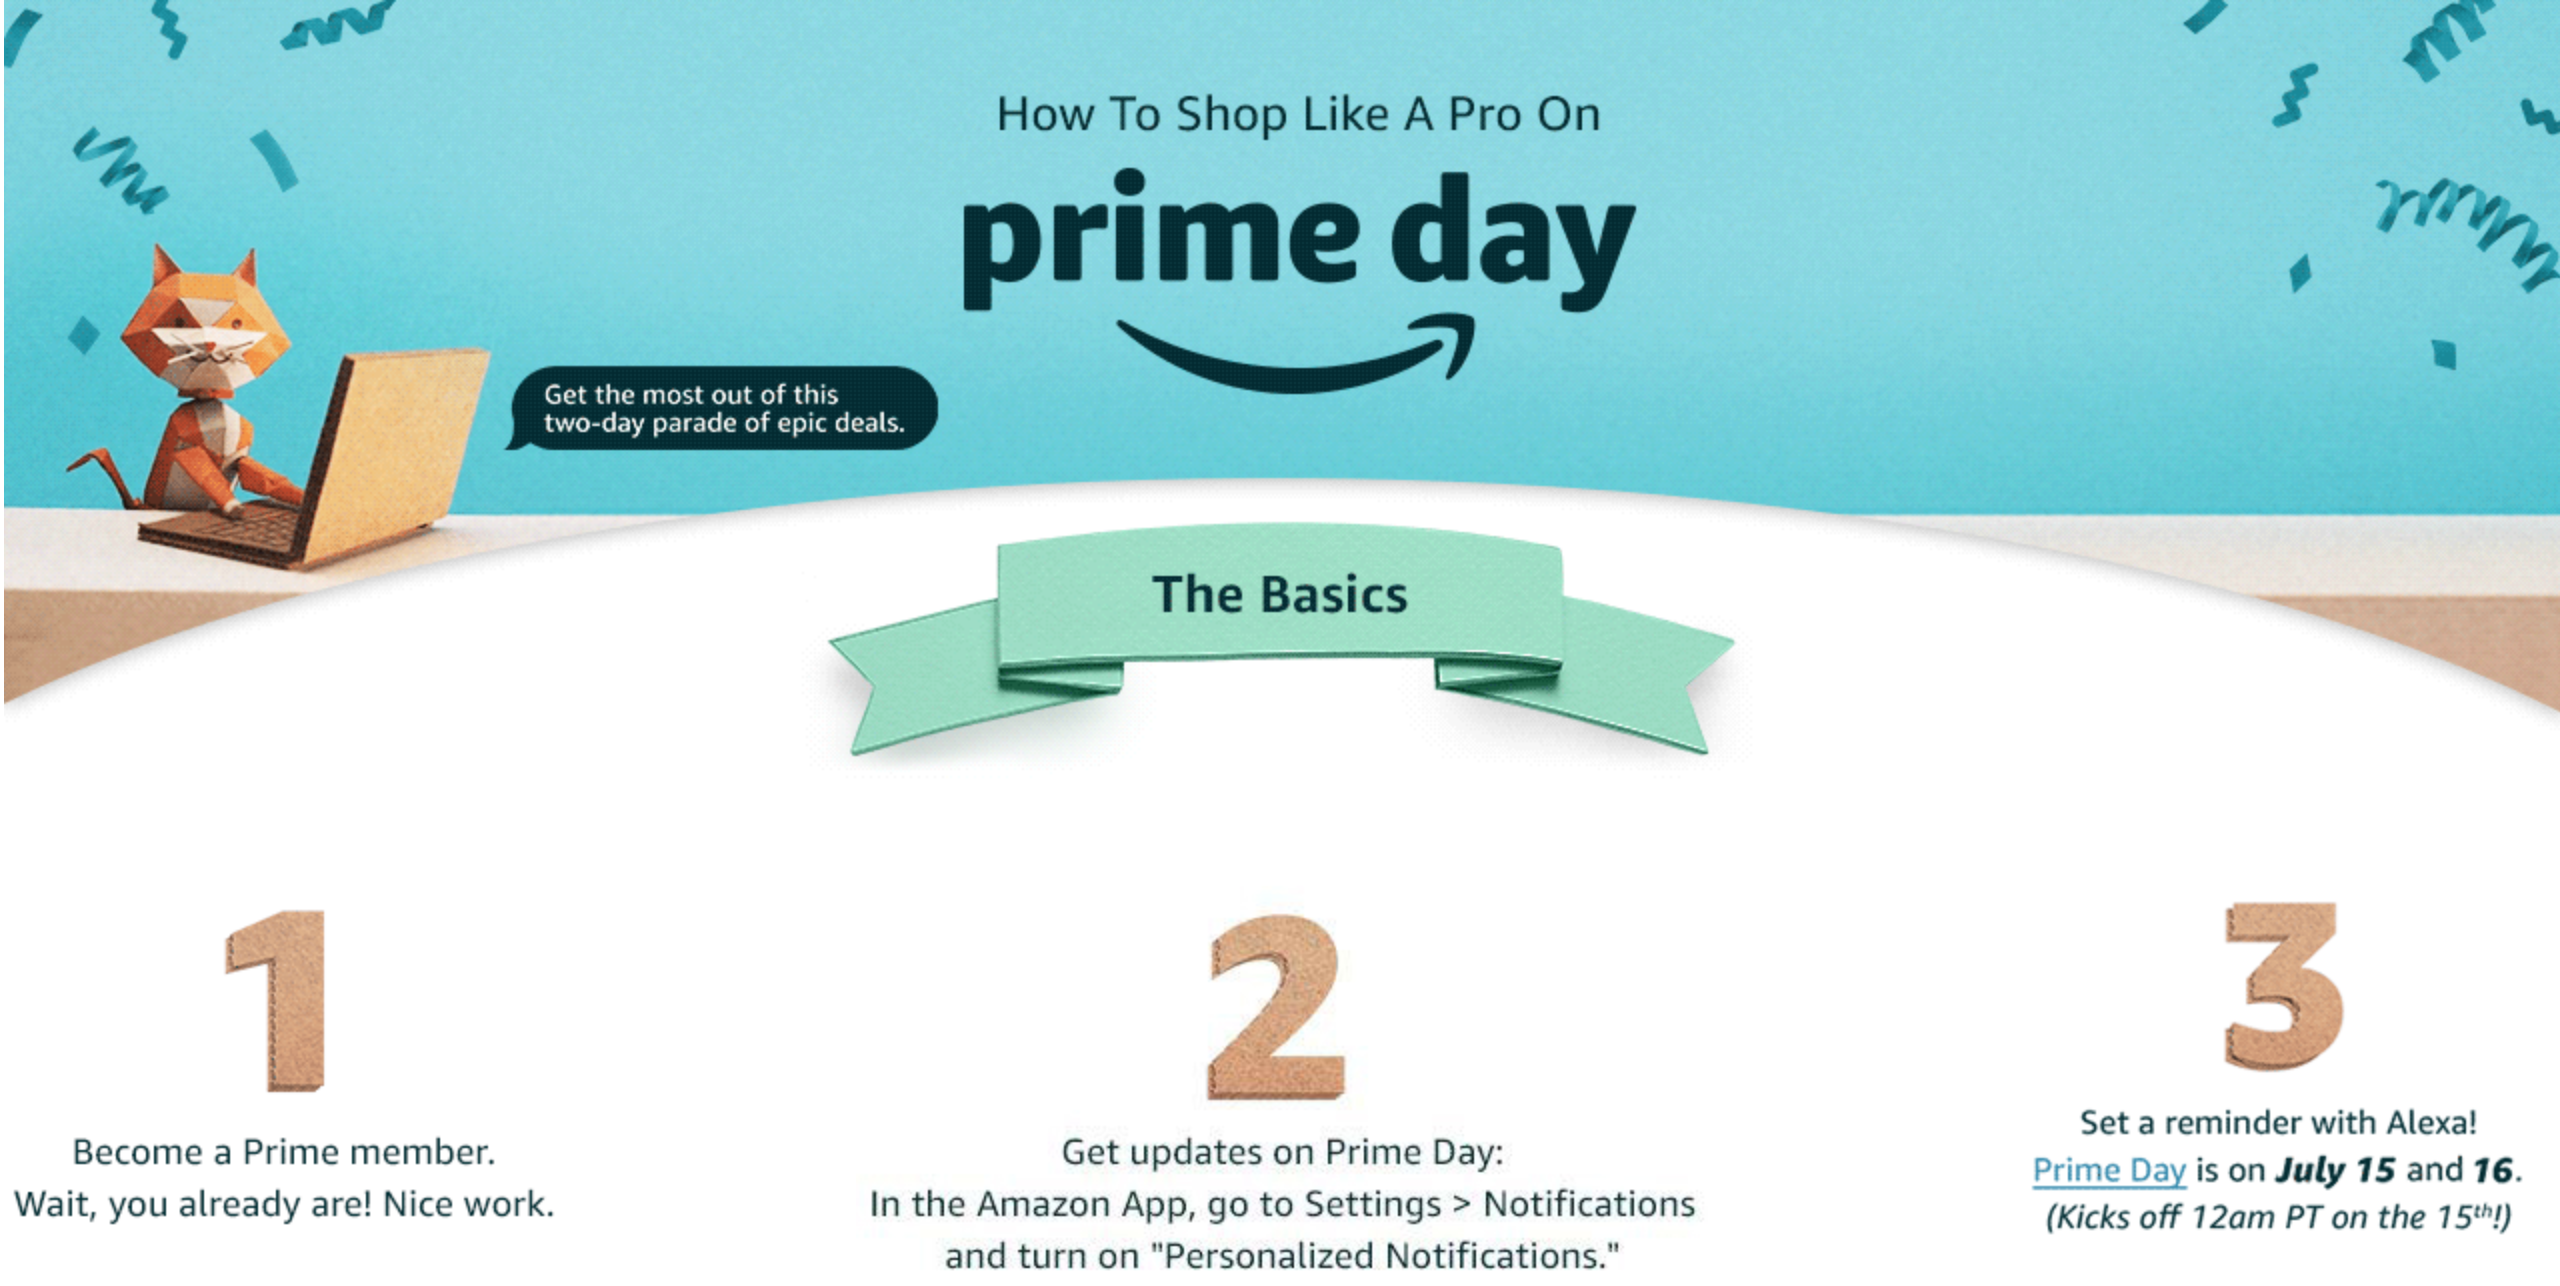 How To Shop Like A Pro On
prime day
Get the most out of this
two-day parade of epic deals.
The Basics
1
Become a Prime member.
Wait, you already are! Nice work.
2
Get updates on Prime Day:
In the Amazon App, go to Settings > Notifications
and turn on "Personalized Notifications."
3
Set a reminder with Alexa!
Prime Day is on July 15 and 16.
(Kicks off 12am PT on the 15th!)